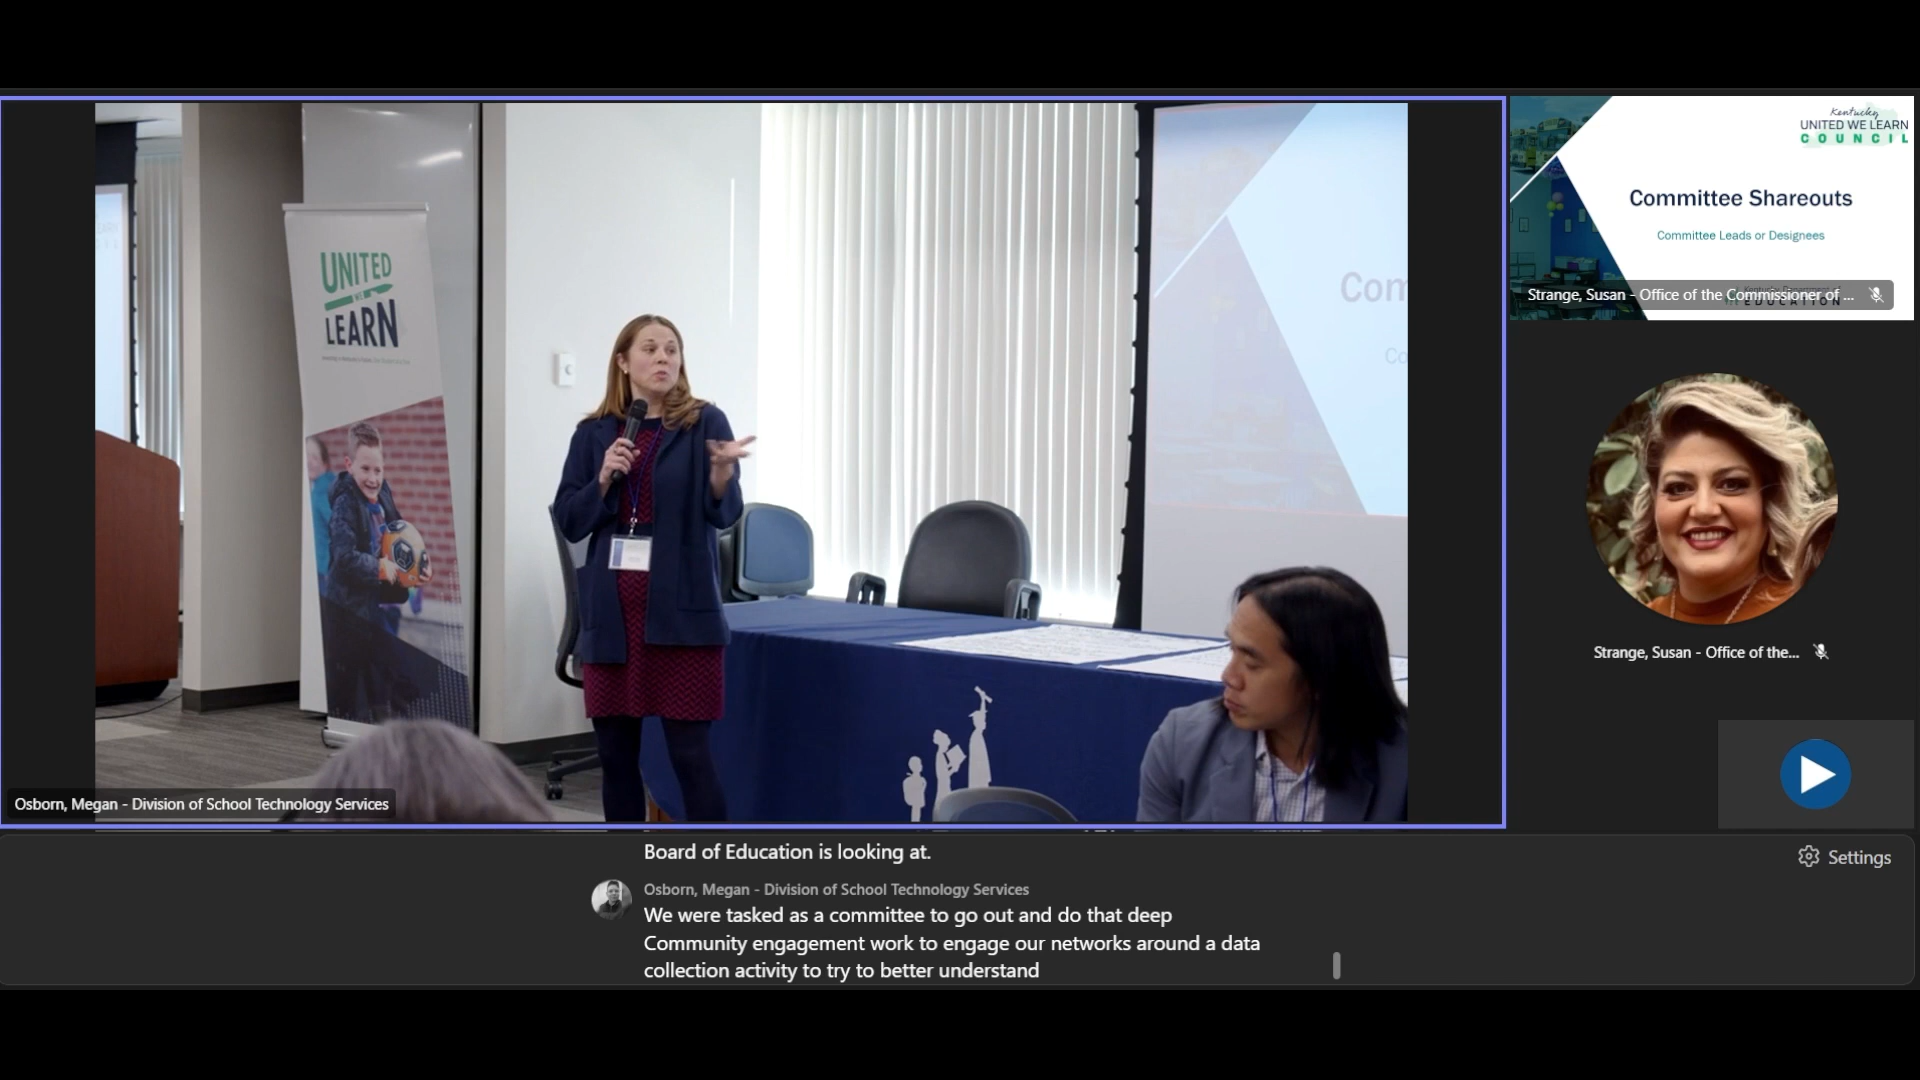 UNITED
WE
LEARN
Com
Co
Osborn, Megan - Division of School Technology Services
Kentucky
UNITED WE LEARN
COUNCIL
Committee Shareouts
Committee Leads or Designees
Strange, Susan - Office of the Commissioner of ...
EDUCATION
Strange, Susan - Office of the...
Board of Education is looking at.
Settings
Osborn, Megan - Division of School Technology Services
We were tasked as a committee to go out and do that deep
Community engagement work to engage our networks around a data
collection activity to try to better understand